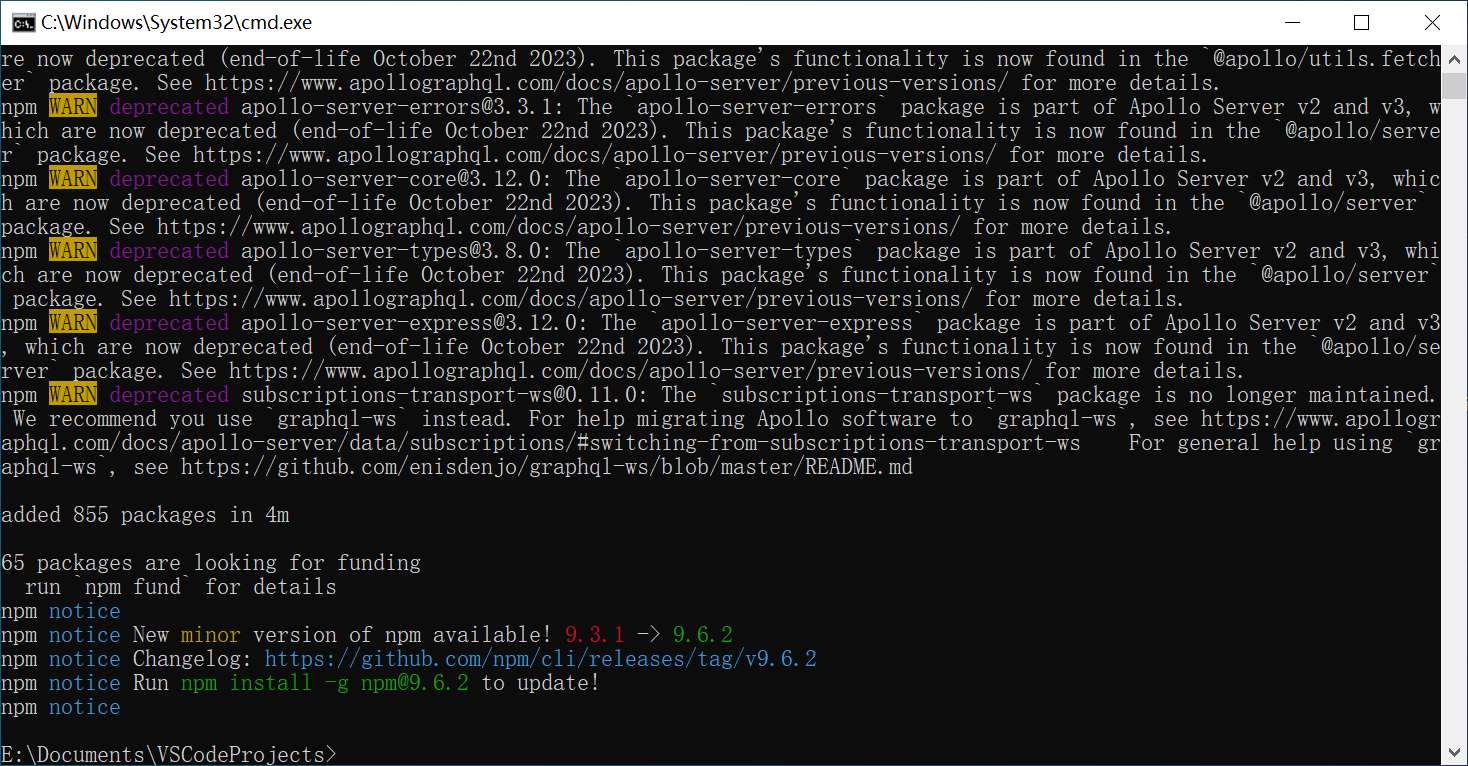 C:\Windows\System32\cmd.exe
re now deprecated (end-of-life October 22nd 2023). This package's functionality is now found in the `@apollo/utils.fetch
er` package. See https://www.apollographql.com/docs/apollo-server/previous-versions/ for more details.
npm WARN deprecated apollo-server-errors@3.3.1: The `apollo-server-errors` package is part of Apollo Server v2 and v3, w
hich are now deprecated (end-of-life October 22nd 2023). This package's functionality is now found in the `@apollo/serve
r` package. See https://www.apollographql.com/docs/apollo-server/previous-versions/ for more details.
npm WARN deprecated apollo-server-core@3.12.0: The `apollo-server-core` package is part of Apollo Server v2 and v3, whic
h are now deprecated (end-of-life October 22nd 2023). This package's functionality is now found in the `@apollo/server`
package. See https://www.apollographql.com/docs/apollo-server/previous-versions/ for more details.
npm WARN deprecated apollo-server-types@3.8.0: The `apollo-server-types` package is part of Apollo Server v2 and v3, whi
ch are now deprecated (end-of-life October 22nd 2023). This package's functionality is now found in the `@apollo/server`
 package. See https://www.apollographql.com/docs/apollo-server/previous-versions/ for more details.
npm WARN deprecated apollo-server-express@3.12.0: The `apollo-server-express` package is part of Apollo Server v2 and v3
, which are now deprecated (end-of-life October 22nd 2023). This package's functionality is now found in the `@apollo/se
rver` package. See https://www.apollographql.com/docs/apollo-server/previous-versions/ for more details.
npm WARN deprecated subscriptions-transport-ws@0.11.0: The `subscriptions-transport-ws` package is no longer maintained.
 We recommend you use `graphql-ws` instead. For help migrating Apollo software to `graphql-ws`, see https://www.apollogr
aphql.com/docs/apollo-server/data/subscriptions/#switching-from-subscriptions-transport-ws    For general help using `gr
aphql-ws`, see https://github.com/enisdenjo/graphql-ws/blob/master/README.md
added 855 packages in 4m
65 packages are looking for funding
  run `npm fund` for details
npm notice
npm notice New minor version of npm available! 9.3.1 -> 9.6.2
npm notice Changelog: https://github.com/npm/cli/releases/tag/v9.6.2
npm notice Run npm install -g npm@9.6.2 to update!
npm notice
E:\Documents\VSCodeProjects>